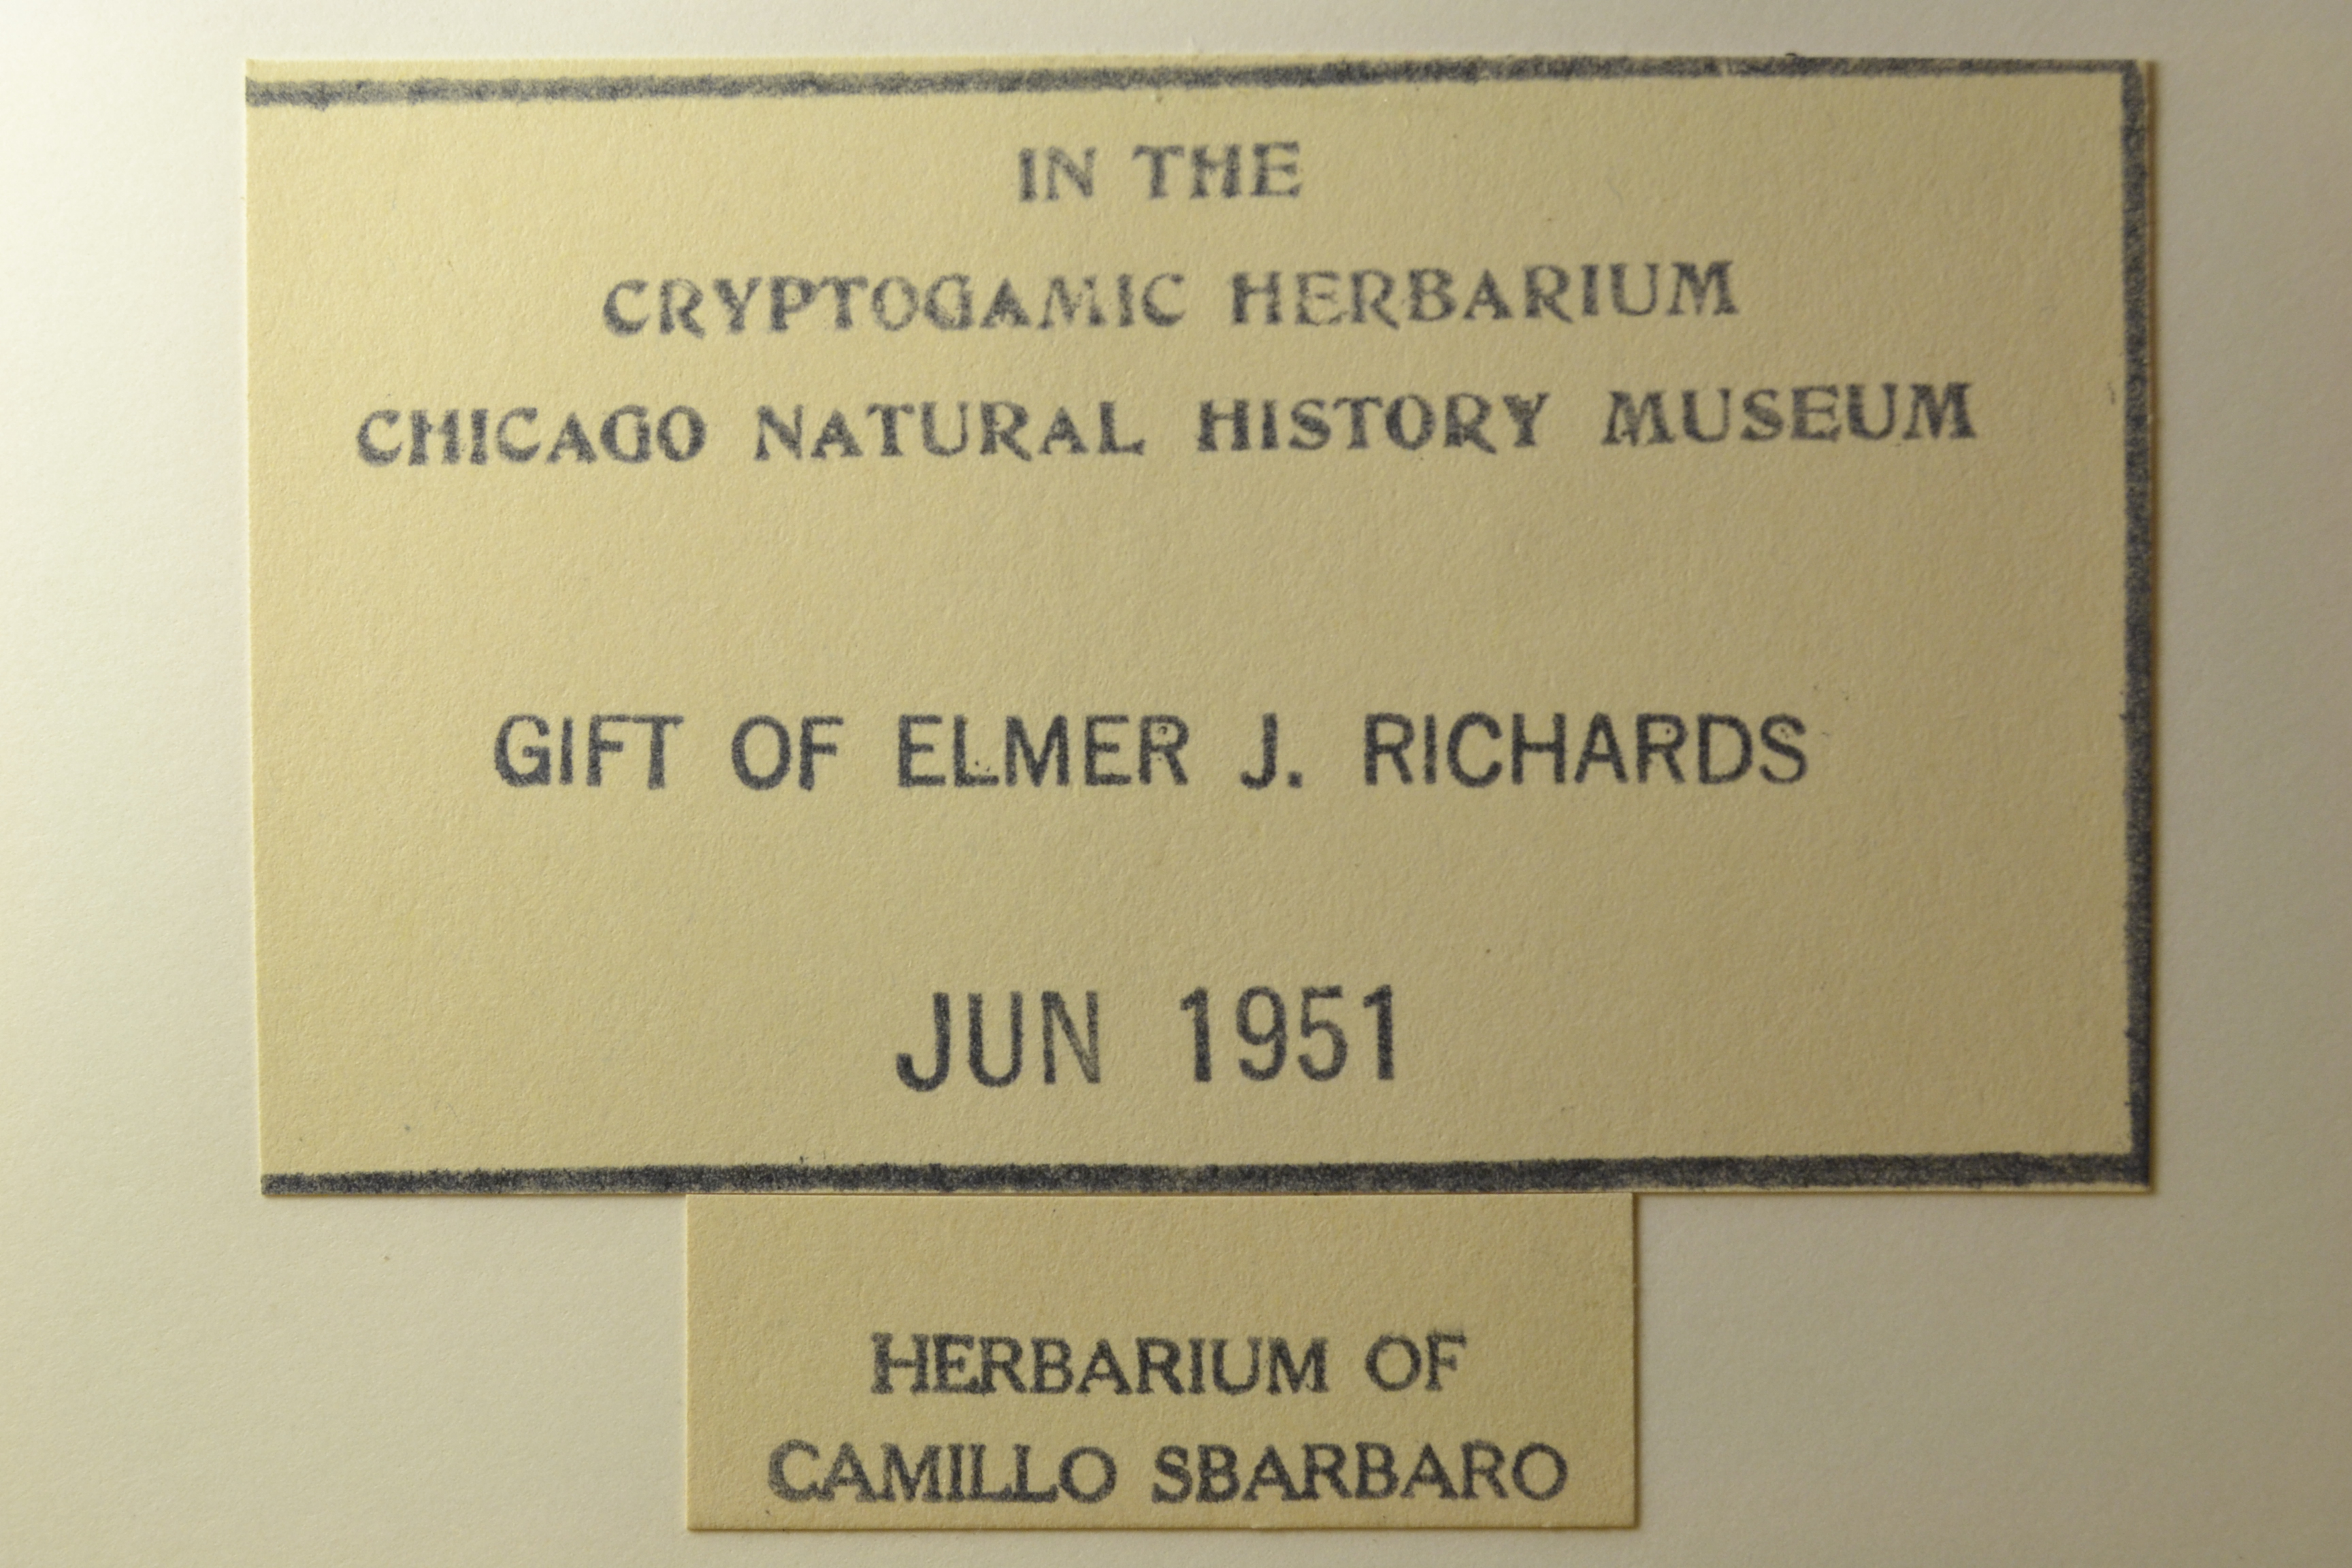 IN THE
CRYPTOGAMIC HERBARIUM
CHICAGO NATURAL HISTORY MUSEUM
GIFT OF ELMER J. RICHARDS
JUN 1951
HERBARIUM OF
CAMILLO SBARBARO